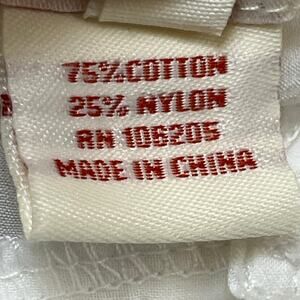 75% COTTON
25% NYLON
RN 106205
MADE IN CHINA